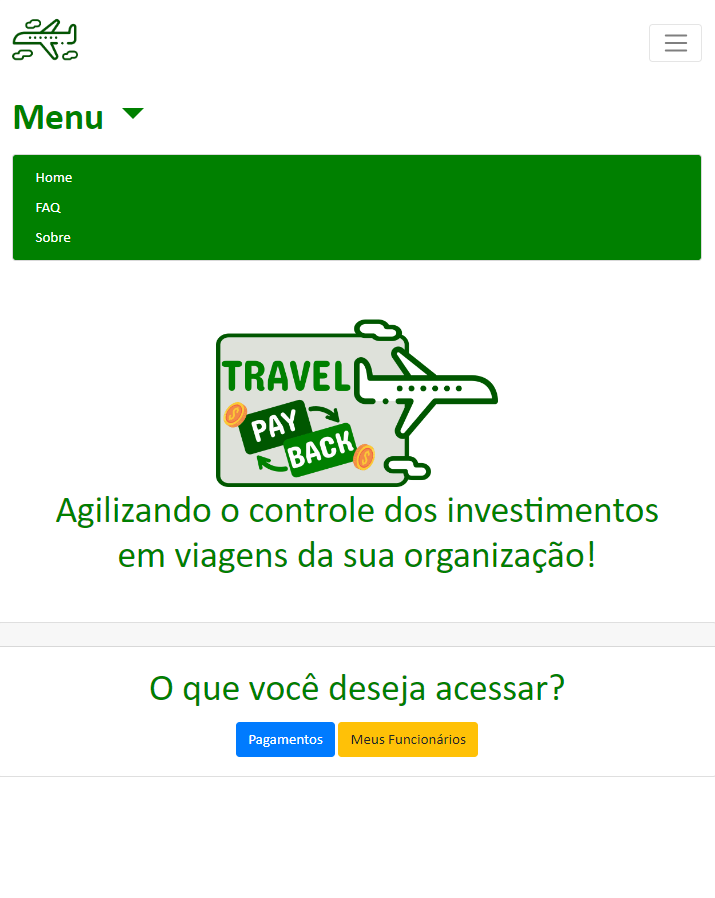 Menu
Home
FAQ
Sobre
TRAVEL
PAY
BACK
Agilizando o controle dos investimentos
em viagens da sua organização!
O que você deseja acessar?
Pagamentos Meus Funcionários